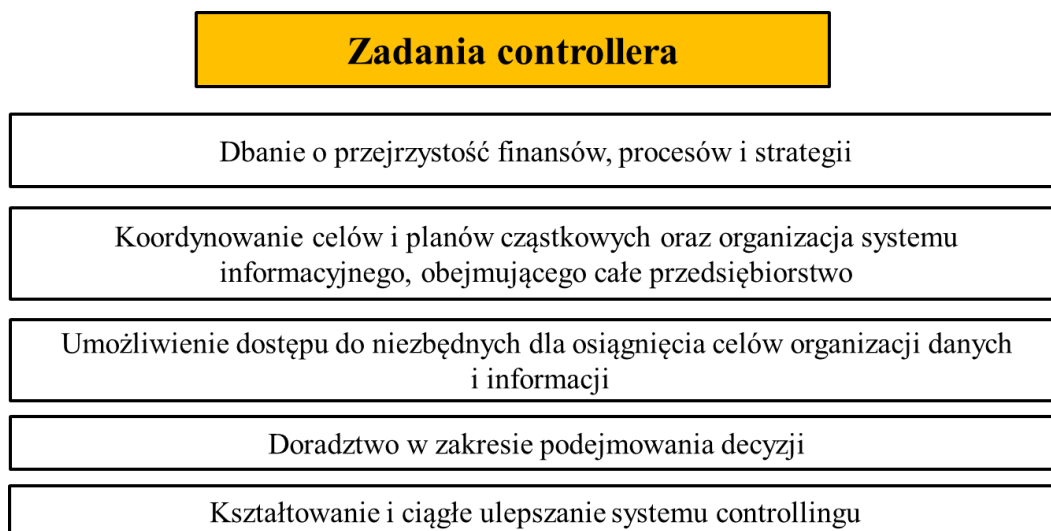 Zadania controllera
Dbanie o przejrzystość finansów, procesów i strategii
Koordynowanie celów i planów cząstkowych oraz organizacja systemu
informacyjnego, obejmującego całe przedsiębiorstwo
Umożliwienie dostępu do niezbędnych dla osiągnięcia celów organizacji danych
i informacji
Doradztwo w zakresie podejmowania decyzji
Kształtowanie i ciągłe ulepszanie systemu controllingu